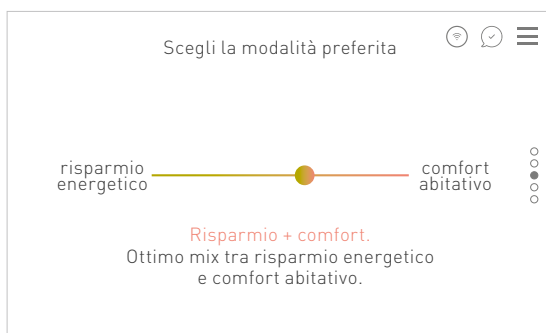 Scegli la modalità preferita
risparmio
energetico
comfort
abitativo
Risparmio + comfort.
Ottimo mix tra risparmio energetico
e comfort abitativo.